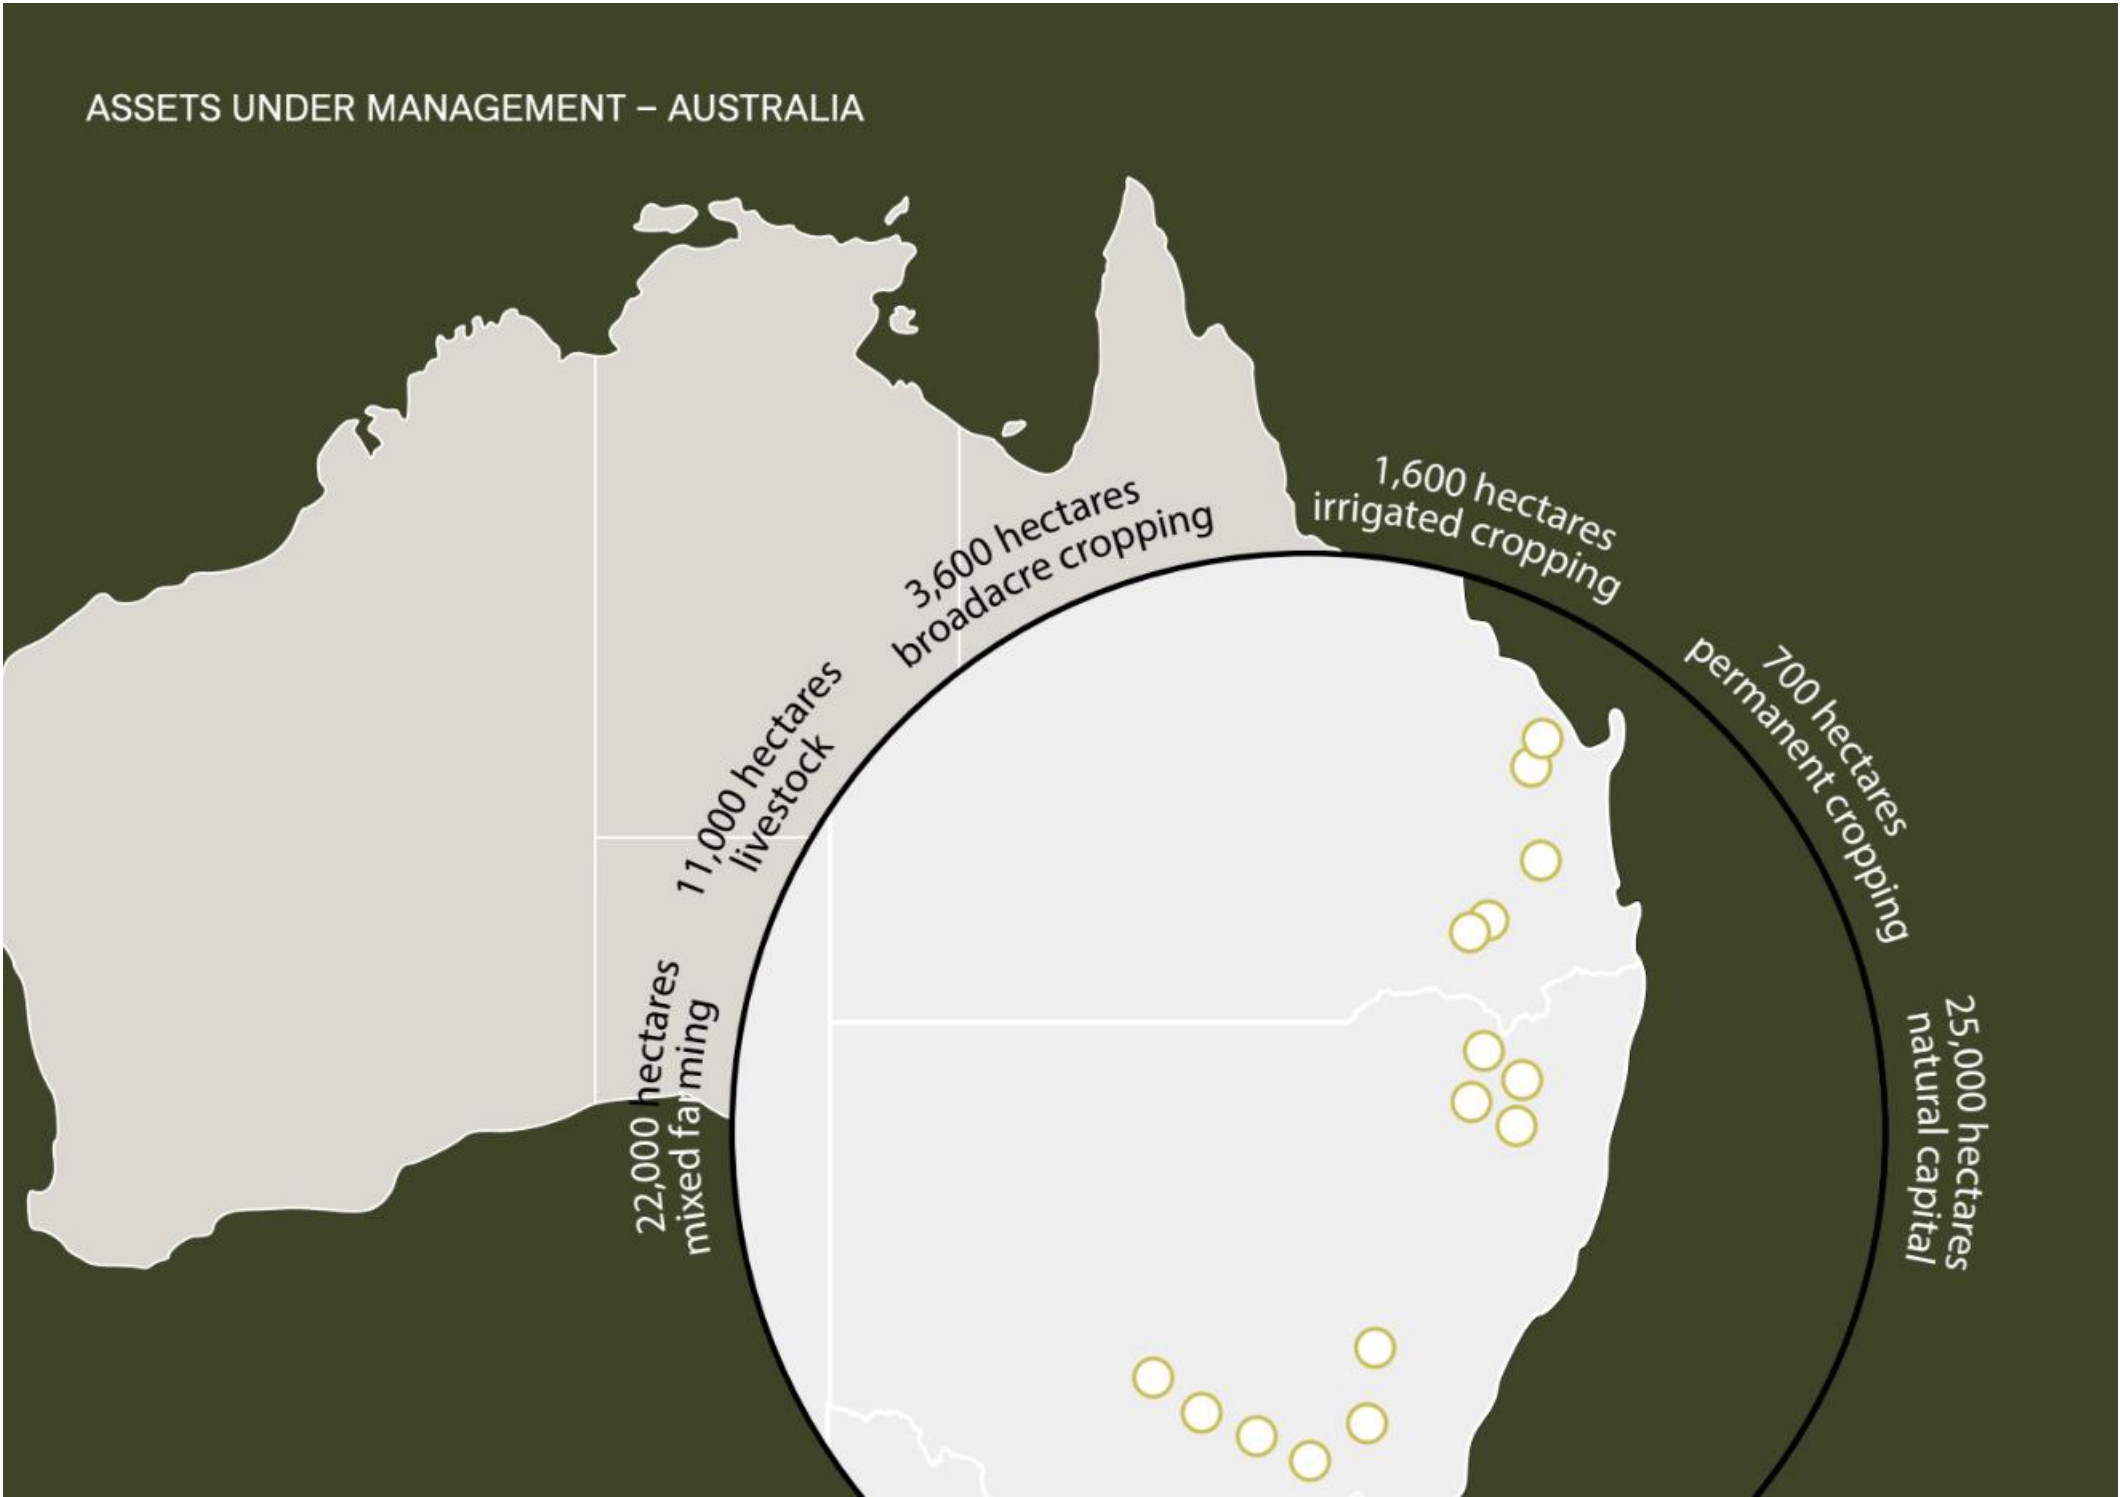 ASSETS UNDER MANAGEMENT – AUSTRALIA
22,000 hectares
mixed farming
11,000 hectares
livestock
3,600 hectares
broadacre cropping
1,600 hectares
irrigated cropping
700 hectares
permanent cropping
25,000 hectares
natural capital